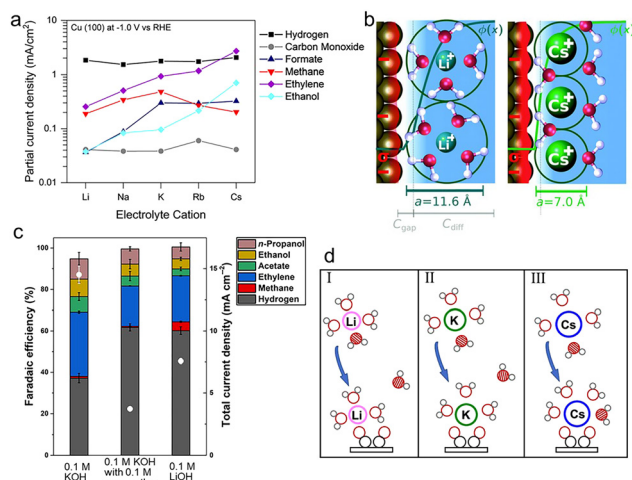 a
Cu (100) at -1.0 V vs RHE
Partial current density (mA/cm²)
10
1
0.1
0.01
Li Na K Rb Cs
Electrolyte Cation
Hydrogen
Carbon Monoxide
Formate
Methane
Ethylene
Ethanol
b
ϕ(x)
Li+
Li+
a=11.6 Å
C gap
C diff
ϕ(x)
Cs+
Cs+
Cs+
a=7.0 Å
c
Faradaic efficiency (%)
100
80
60
40
20
0
n-Propanol
Ethanol
Acetate
Ethylene
Methane
Hydrogen
Total current density (mA cm⁻²)
15
10
5
0
0.1 M
KOH
0.1 M KOH
with 0.1 M
0.1 M
LiOH
d
I
Li
Li
II
K
K
III
Cs
Cs